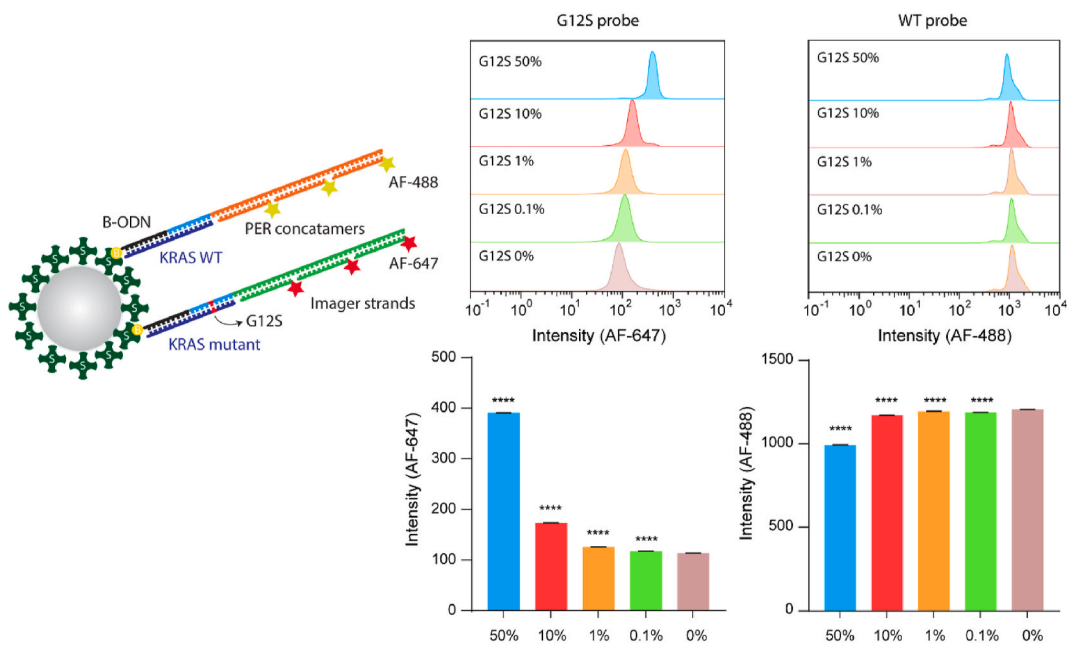 G12S probe
WT probe
G12S 50%
G12S 10%
G12S 1%
G12S 0.1%
G12S 0%
10^-1 10^0 10^1 10^2 10^3 10^4
Intensity (AF-647)
G12S 50%
G12S 10%
G12S 1%
G12S 0.1%
G12S 0%
10^-1 10^0 10^1 10^2 10^3 10^4
Intensity (AF-488)
AF-488
B-ODN
PER concatamers
KRAS WT
AF-647
Imager strands
G12S
KRAS mutant
B
B
S
S
S
S
S
S
S
S
S
S
S
S
S
S
Intensity (AF-647)
500
400
300
200
100
0
**** **** **** ****
50% 10% 1% 0.1% 0%
Intensity (AF-488)
1500
1000
500
0
**** **** **** ****
50% 10% 1% 0.1% 0%